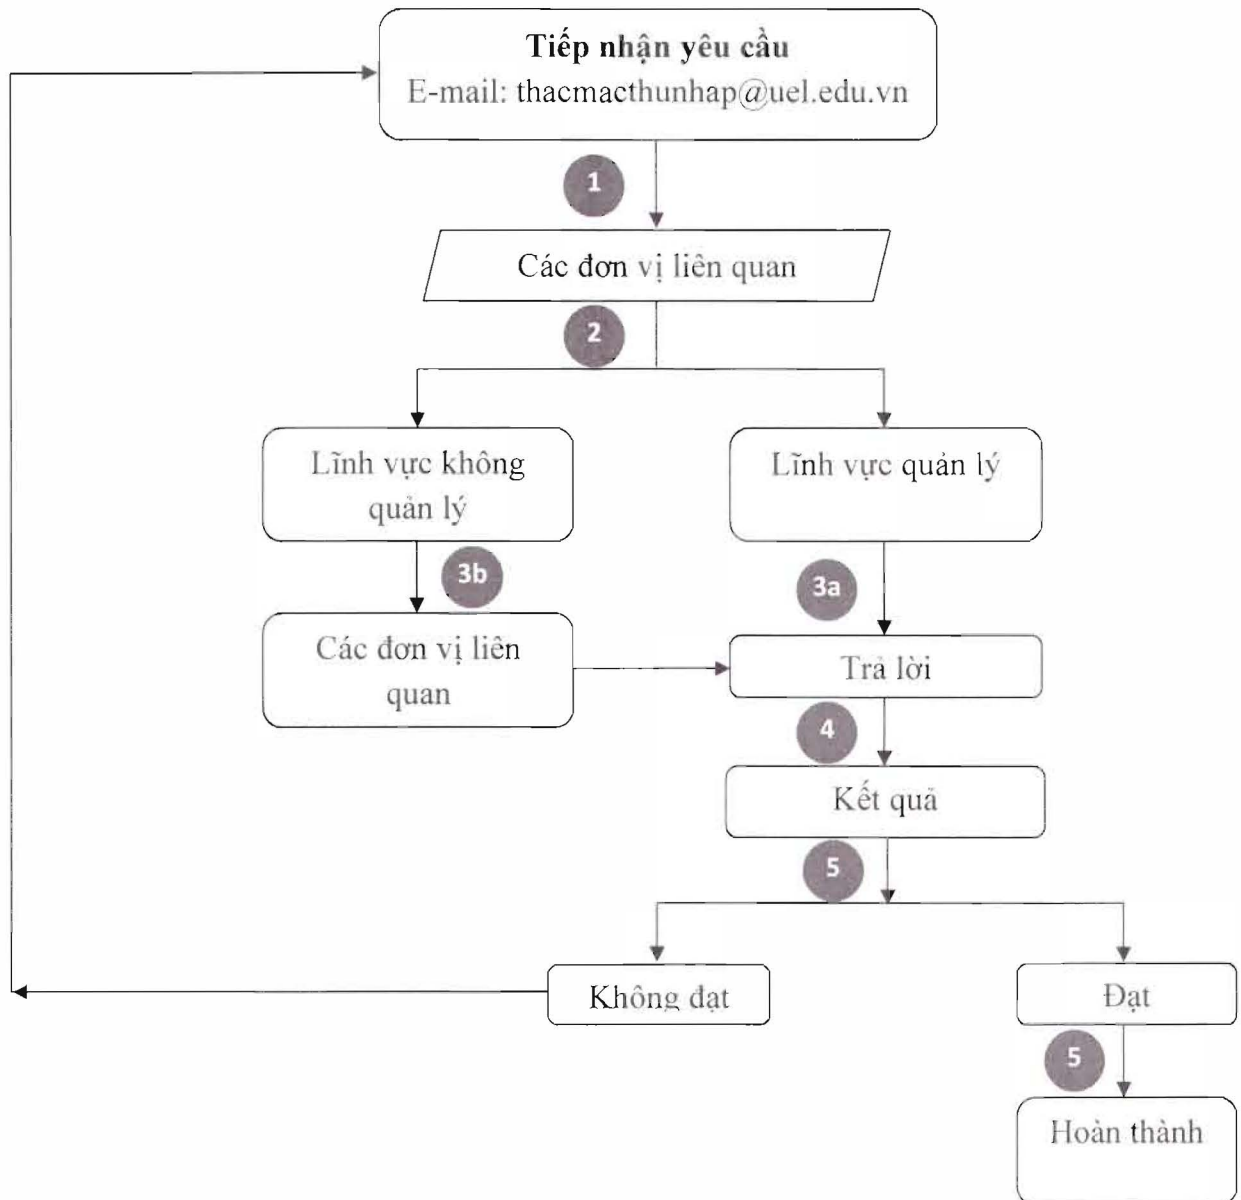 Tiếp nhận yêu cầu
E-mail: thacmacthunhap@uel.edu.vn
1
Các đơn vị liên quan
2
Lĩnh vực không
quản lý
Lĩnh vực quản lý
3b
3a
Các đơn vị liên
quan
Trả lời
4
Kết quả
5
Không đạt
Đạt
5
Hoàn thành